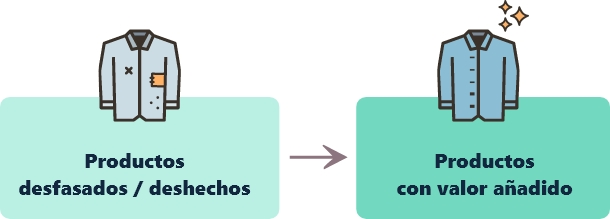 Productos
desfasados / deshechos
Productos
con valor añadido